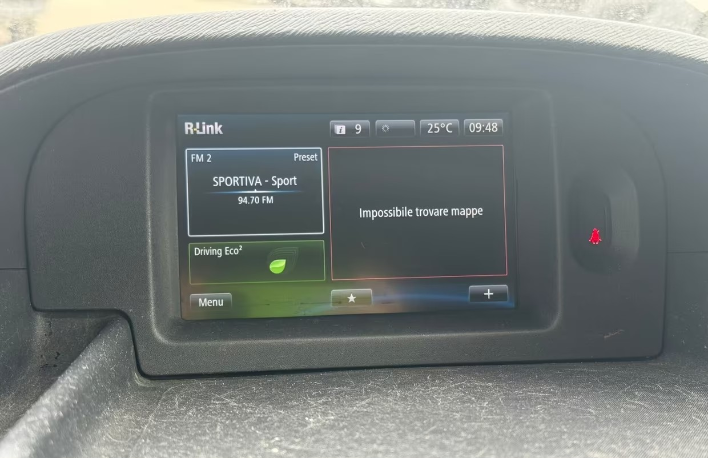 R-Link
9
25°C
09:48
FM 2
Preset
SPORTIVA - Sport
94.70 FM
Impossibile trovare mappe
Driving Eco²
Menu
+